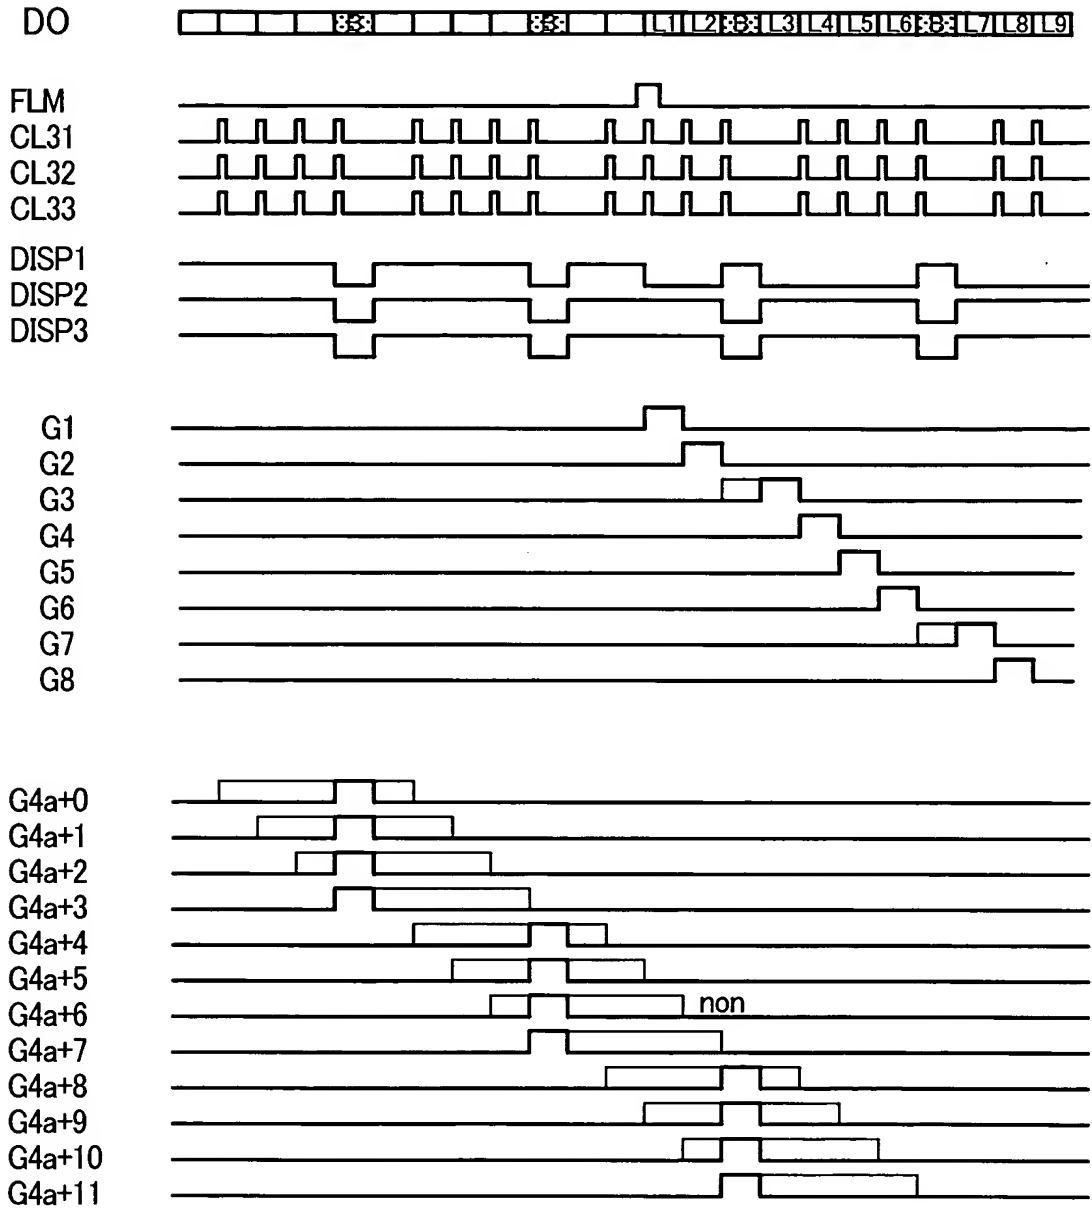 DO B B L1 L2 B L3 L4 L5 L6 B L7 L8 L9
FLM
CL31
CL32
CL33
DISP1
DISP2
DISP3
G1
G2
G3
G4
G5
G6
G7
G8
G4a+0
G4a+1
G4a+2
G4a+3
G4a+4
G4a+5
G4a+6 non
G4a+7
G4a+8
G4a+9
G4a+10
G4a+11